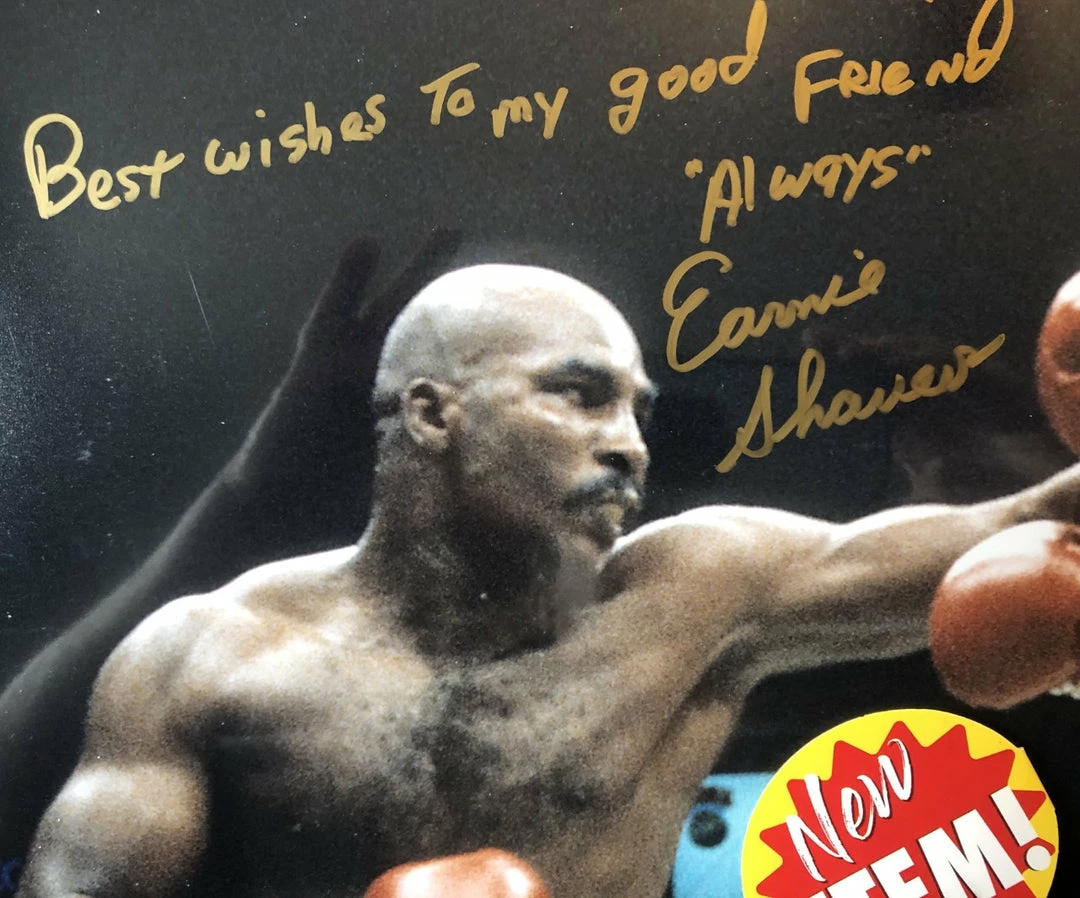 Best wishes To my good FRIEND
"Always"
Earnie
Shavers
New
ITEM!